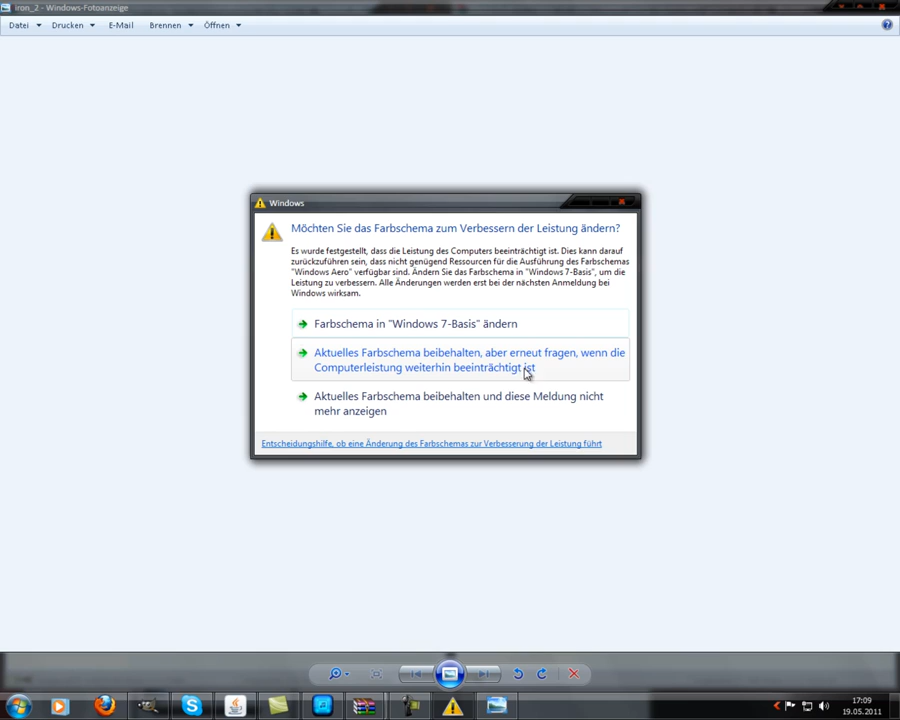 iron_2 - Windows-Fotoanzeige
Datei Drucken E-Mail Brennen Öffnen
Windows
Möchten Sie das Farbschema zum Verbessern der Leistung ändern?
Es wurde festgestellt, dass die Leistung des Computers beeinträchtigt ist. Dies kann darauf
zurückzuführen sein, dass nicht genügend Ressourcen für die Ausführung des Farbschemas
"Windows Aero" verfügbar sind. Ändern Sie das Farbschema in "Windows 7-Basis", um die
Leistung zu verbessern. Alle Änderungen werden erst bei der nächsten Anmeldung bei
Windows wirksam.
Farbschema in "Windows 7-Basis" ändern
Aktuelles Farbschema beibehalten, aber erneut fragen, wenn die
Computerleistung weiterhin beeinträchtigt ist
Aktuelles Farbschema beibehalten und diese Meldung nicht
mehr anzeigen
Entscheidungshilfe, ob eine Änderung des Farbschemas zur Verbesserung der Leistung führt
17:09
19.05.2011